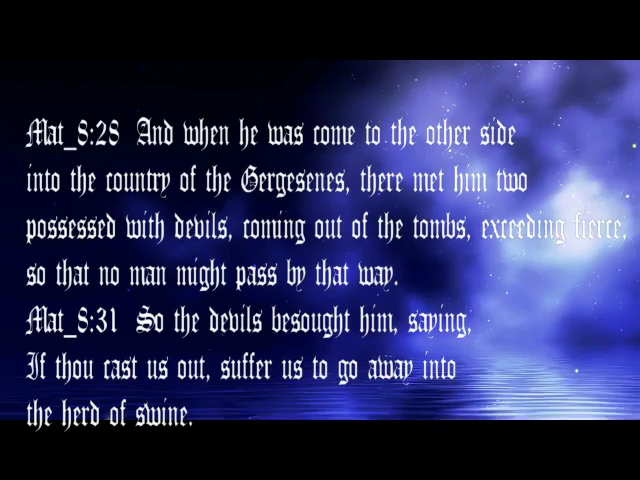 Mat_8:28 And when he was come to the other side
into the country of the Gergesenes, there met him two
possessed with devils, coming out of the tombs, exceeding fierce,
so that no man might pass by that way.
Mat_8:31 So the devils besought him, saying,
If thou cast us out, suffer us to go away into
the herd of swine.